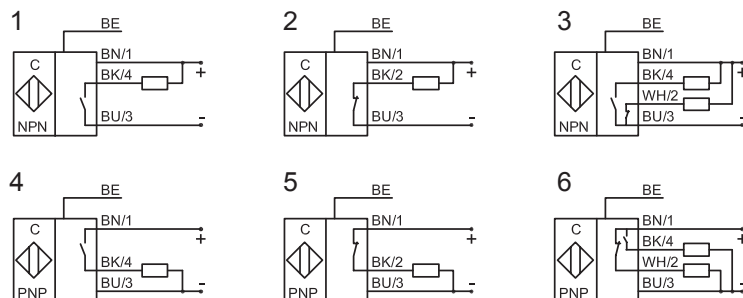 1
BE
BN/1
C
+
BK/4
NPN
BU/3
-
2
BE
BN/1
C
+
BK/2
NPN
BU/3
-
3
BE
BN/1
C
+
BK/4
WH/2
NPN
BU/3
-
4
BE
BN/1
C
+
BK/4
PNP
BU/3
-
5
BE
BN/1
C
+
BK/2
PNP
BU/3
-
6
BE
BN/1
C
+
BK/4
WH/2
PNP
BU/3
-